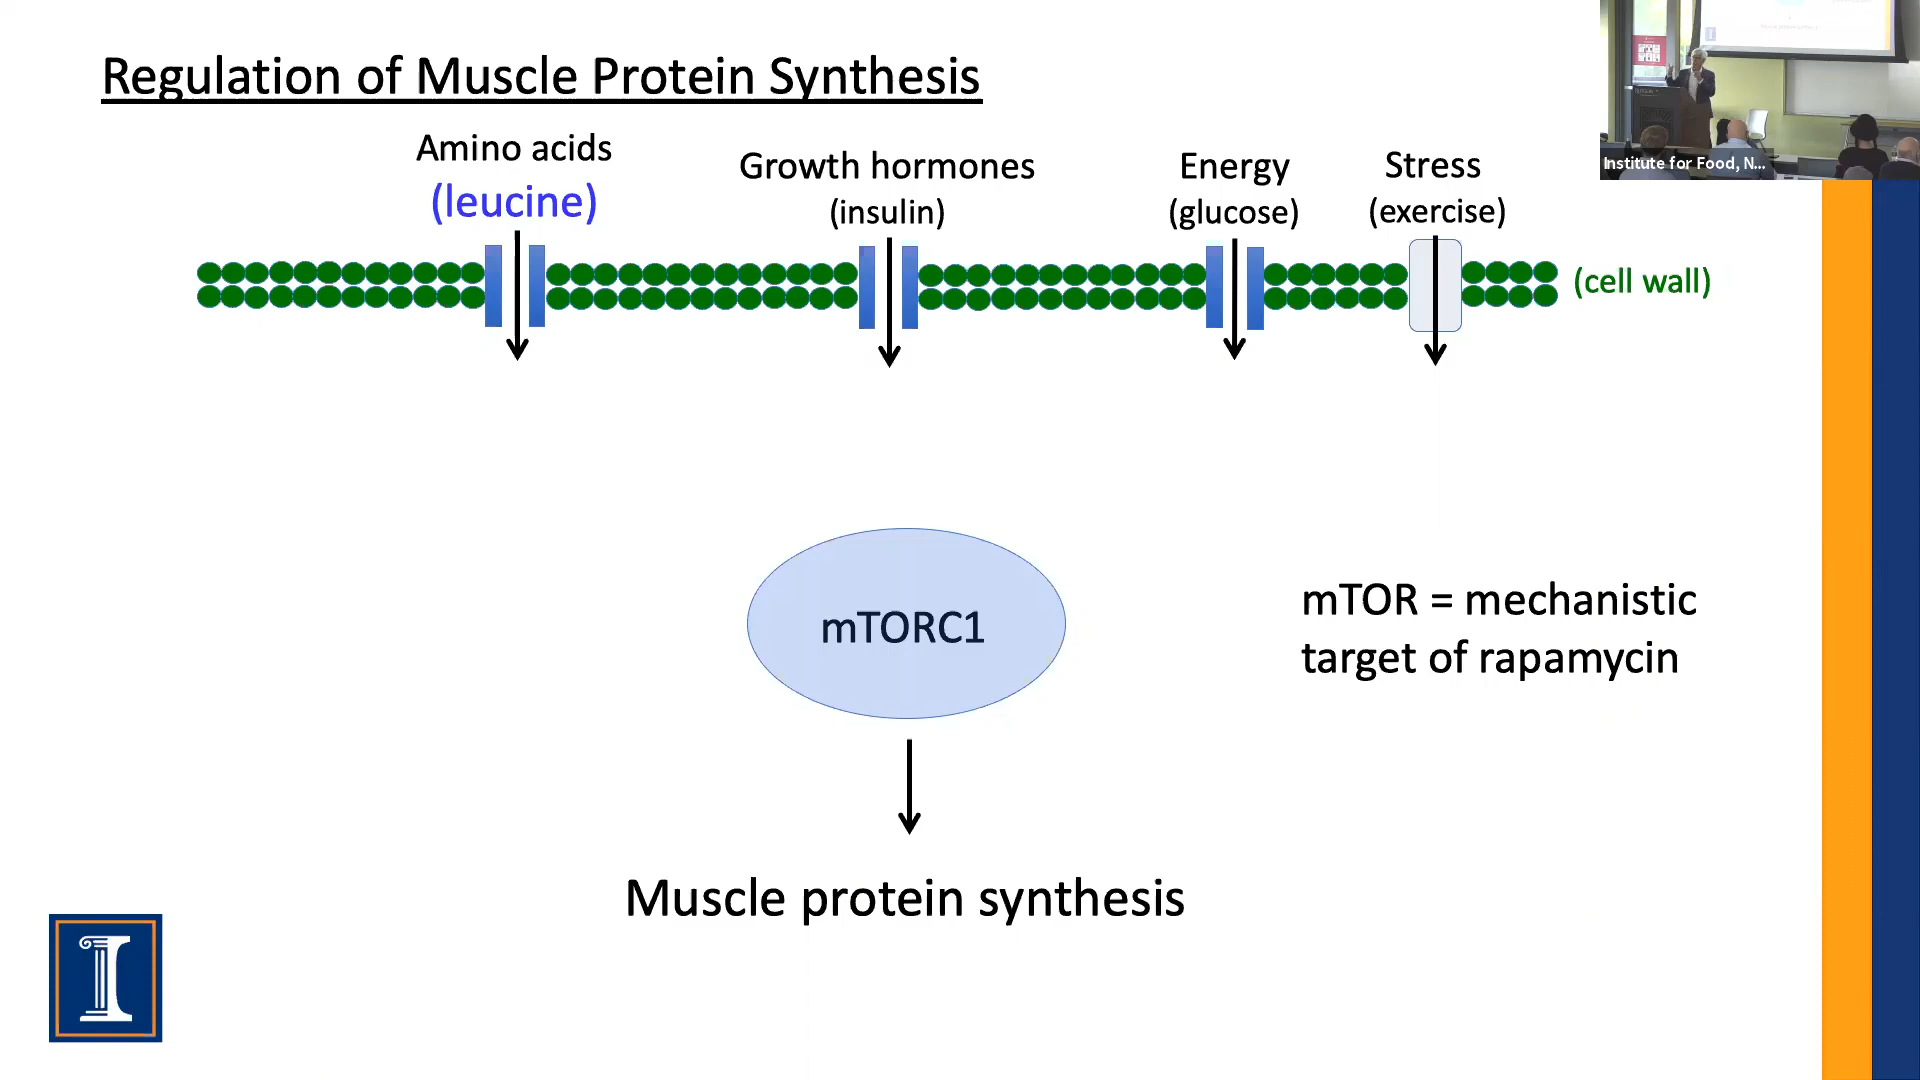 Regulation of Muscle Protein Synthesis
Amino acids
(leucine)
Growth hormones
(insulin)
Energy
(glucose)
Stress
(exercise)
(cell wall)
mTORC1
mTOR = mechanistic
target of rapamycin
Muscle protein synthesis
Institute for Food, N...